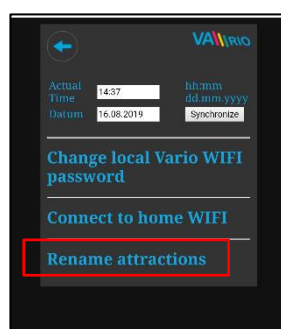 VARIO
Actual Time 14:37 hh:mm dd.mm.yyyy
Datum 16.08.2019 Synchronize
Change local Vario WIFI
password
Connect to home WIFI
Rename attractions